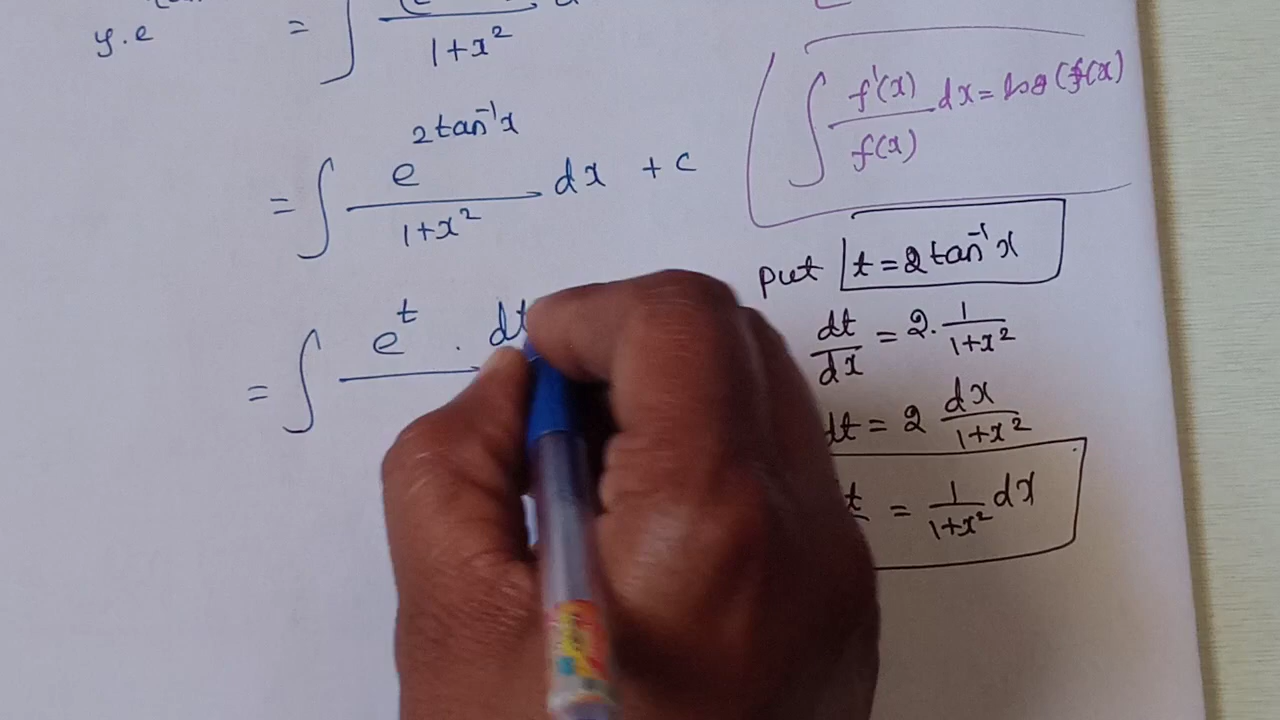 y.e = ∫ (e / 1+x²
= ∫ e^(2tan⁻¹x) / 1+x² dx + c
= ∫ e^t . dt
∫ f'(x) / f(x) dx = log(f(x)
put t = 2tan⁻¹x
dt/dx = 2. 1/1+x²
dt = 2 dx/1+x²
t = 1/1+x² dx